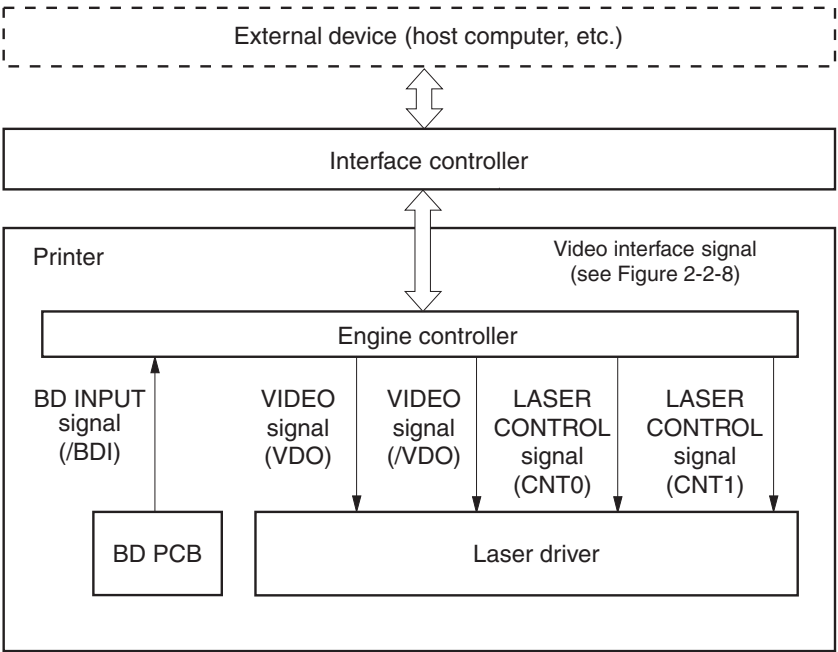 External device (host computer, etc.)
Interface controller
Printer
Video interface signal
(see Figure 2-2-8)
Engine controller
BD INPUT
signal
(/BDI)
VIDEO
signal
(VDO)
VIDEO
signal
(/VDO)
LASER
CONTROL
signal
(CNT0)
LASER
CONTROL
signal
(CNT1)
BD PCB
Laser driver